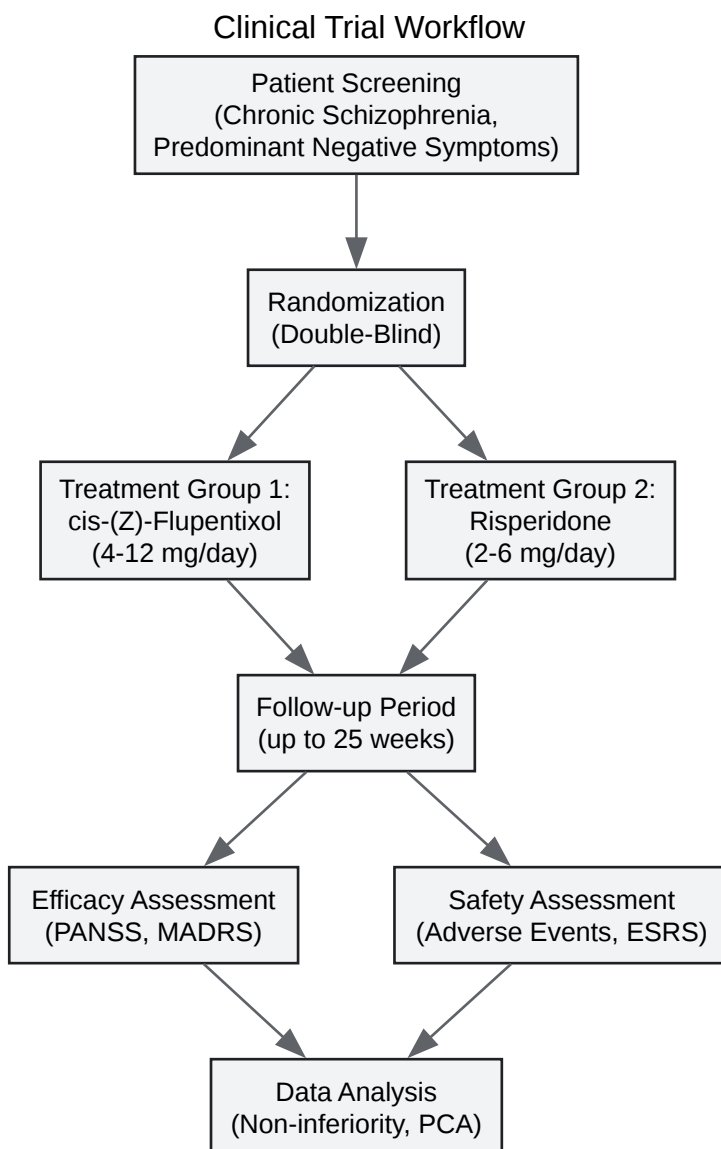 Clinical Trial Workflow
Patient Screening
(Chronic Schizophrenia,
Predominant Negative Symptoms)
Randomization
(Double-Blind)
Treatment Group 1:
cis-(Z)-Flupentixol
(4-12 mg/day)
Treatment Group 2:
Risperidone
(2-6 mg/day)
Follow-up Period
(up to 25 weeks)
Efficacy Assessment
(PANSS, MADRS)
Safety Assessment
(Adverse Events, ESRS)
Data Analysis
(Non-inferiority, PCA)